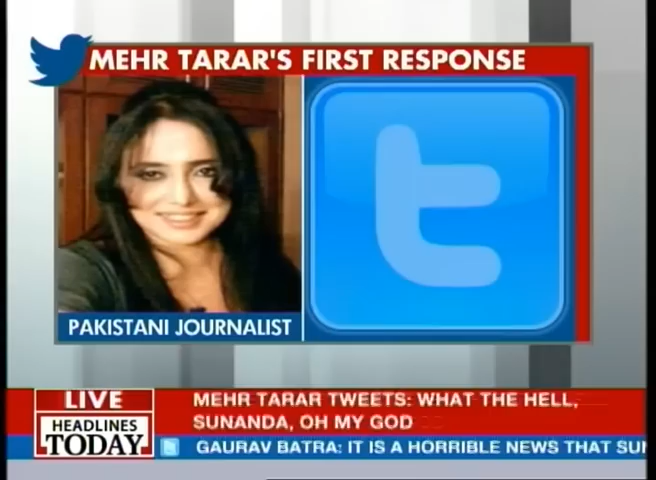 MEHR TARAR'S FIRST RESPONSE
t
PAKISTANI JOURNALIST
LIVE
HEADLINES
TODAY
MEHR TARAR TWEETS: WHAT THE HELL,
SUNANDA, OH MY GOD
GAURAV BATRA: IT IS A HORRIBLE NEWS THAT SUN